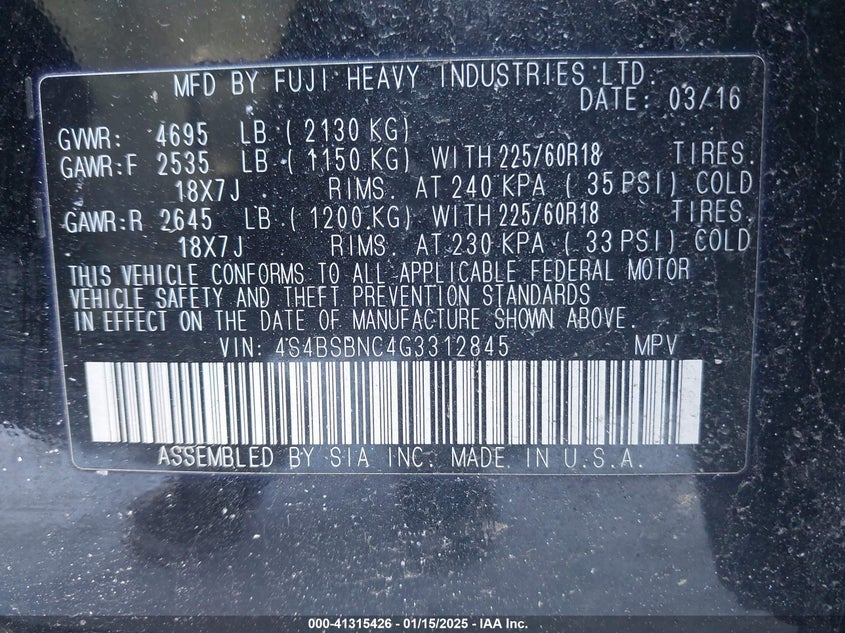 MFD BY FUJI HEAVY INDUSTRIES LTD.
DATE: 03/16
GVWR: 4695 LB ( 2130 KG)
GAWR:F 2535 LB ( 1150 KG) WITH 225/60R18 TIRES.
18X7J RIMS. AT 240 KPA ( 35 PSI) COLD
GAWR:R 2645 LB ( 1200 KG) WITH 225/60R18 TIRES.
18X7J RIMS. AT 230 KPA ( 33 PSI) COLD
THIS VEHICLE CONFORMS TO ALL APPLICABLE FEDERAL MOTOR
VEHICLE SAFETY AND THEFT PREVENTION STANDARDS
IN EFFECT ON THE DATE OF MANUFACTURE SHOWN ABOVE.
VIN: 4S4BSBNC4G3312845 MPV
ASSEMBLED BY SIA INC. MADE IN U.S.A.
000-41315426 - 01/15/2025 - IAA Inc.